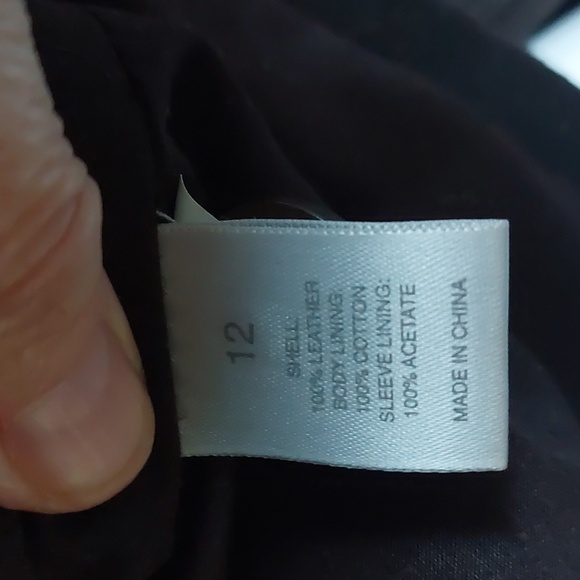 12
SHELL:
100% LEATHER
BODY LINING:
100% COTTON
SLEEVE LINING:
100% ACETATE
MADE IN CHINA